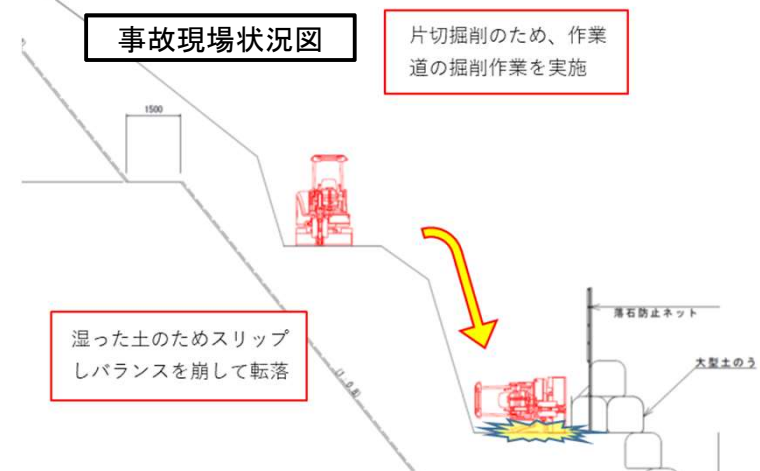 事故現場状況図
片切掘削のため、作業
道の掘削作業を実施
1500
落石防止ネット
大型土のう
湿った土のためスリップ
しバランスを崩して転落